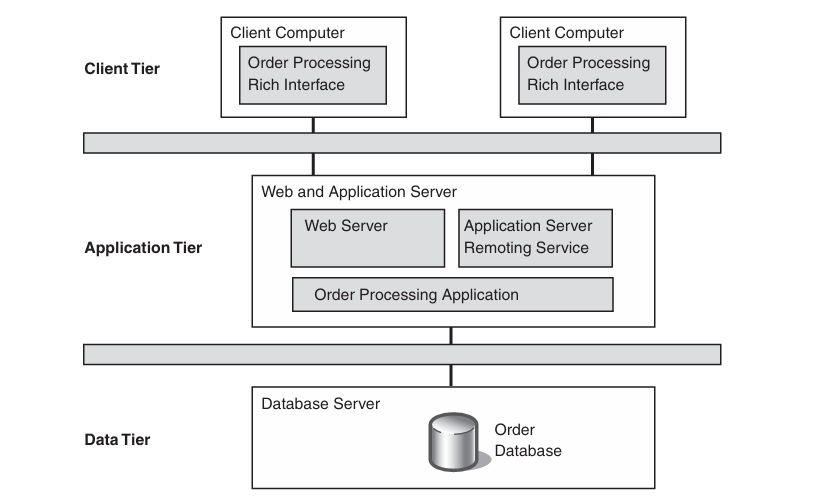 Client Computer
Client Computer
Order Processing
Rich Interface
Order Processing
Rich Interface
Client Tier
Web and Application Server
Web Server
Application Server
Remoting Service
Application Tier
Order Processing Application
Database Server
Order
Database
Data Tier